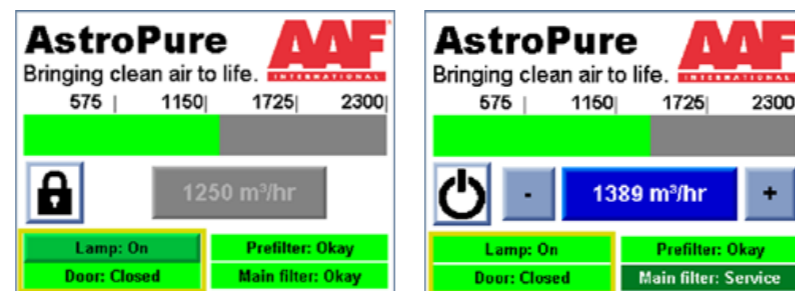 AstroPure
AAF
Bringing clean air to life.
INTERNATIONAL
575 | 1150| 1725| 2300|
1250 m³/hr
Lamp: On Prefilter: Okay
Door: Closed Main filter: Okay
AstroPure
AAF
Bringing clean air to life.
INTERNATIONAL
575 | 1150| 1725| 2300
- 1389 m³/hr +
Lamp: On Prefilter: Okay
Door: Closed Main filter: Service